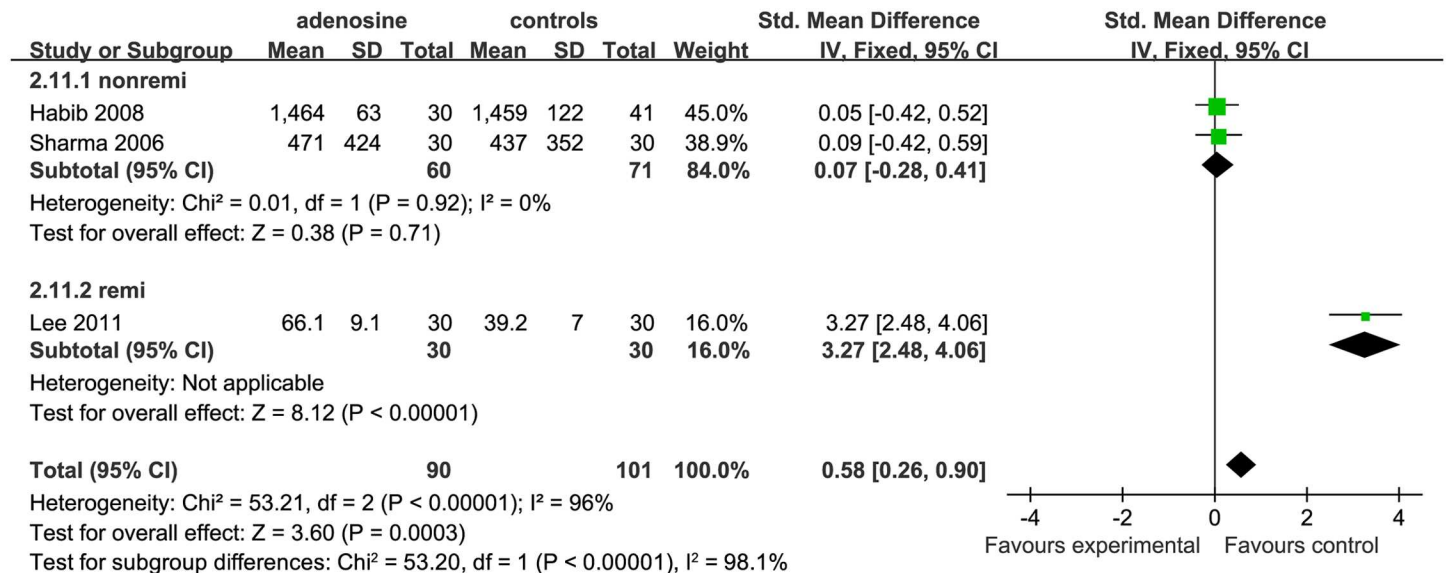 adenosine controls Std. Mean Difference Std. Mean Difference
Study or Subgroup Mean SD Total Mean SD Total Weight IV, Fixed, 95% CI IV, Fixed, 95% CI
2.11.1 nonremi
Habib 2008 1,464 63 30 1,459 122 41 45.0% 0.05 [-0.42, 0.52]
Sharma 2006 471 424 30 437 352 30 38.9% 0.09 [-0.42, 0.59]
Subtotal (95% CI) 60 71 84.0% 0.07 [-0.28, 0.41]
Heterogeneity: Chi² = 0.01, df = 1 (P = 0.92); I² = 0%
Test for overall effect: Z = 0.38 (P = 0.71)
2.11.2 remi
Lee 2011 66.1 9.1 30 39.2 7 30 16.0% 3.27 [2.48, 4.06]
Subtotal (95% CI) 30 30 16.0% 3.27 [2.48, 4.06]
Heterogeneity: Not applicable
Test for overall effect: Z = 8.12 (P < 0.00001)
Total (95% CI) 90 101 100.0% 0.58 [0.26, 0.90]
Heterogeneity: Chi² = 53.21, df = 2 (P < 0.00001); I² = 96%
Test for overall effect: Z = 3.60 (P = 0.0003)
Test for subgroup differences: Chi² = 53.20, df = 1 (P < 0.00001), I² = 98.1%
-4 -2 0 2 4
Favours experimental Favours control